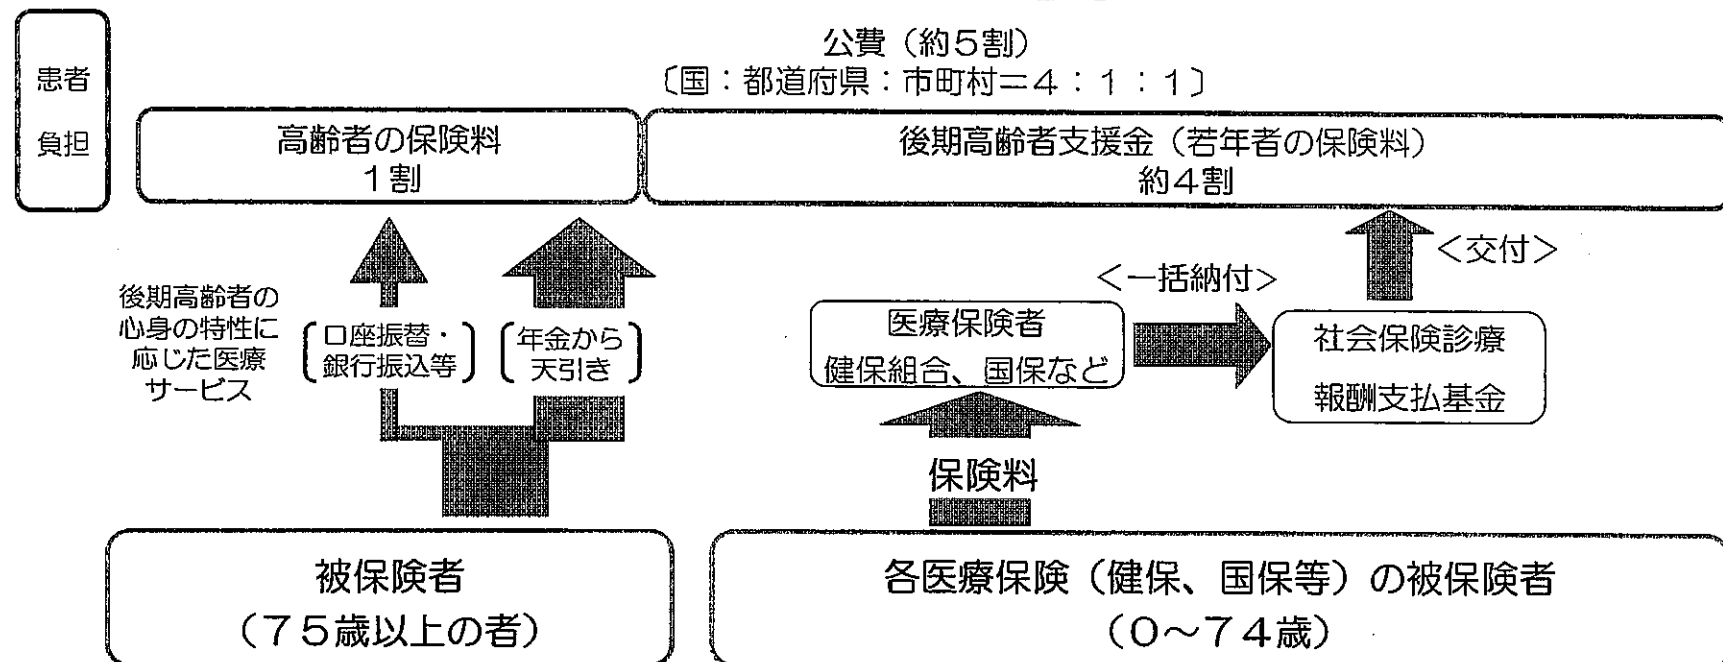 患者
負担
公費（約５割）
〔国：都道府県：市町村＝４：１：１〕
高齢者の保険料
１割
後期高齢者支援金（若年者の保険料）
約４割
後期高齢者の
心身の特性に
応じた医療
サービス
口座振替・
銀行振込等
年金から
天引き
＜一括納付＞
＜交付＞
医療保険者
健保組合、国保など
社会保険診療
報酬支払基金
保険料
被保険者
（７５歳以上の者）
各医療保険（健保、国保等）の被保険者
（０～７４歳）